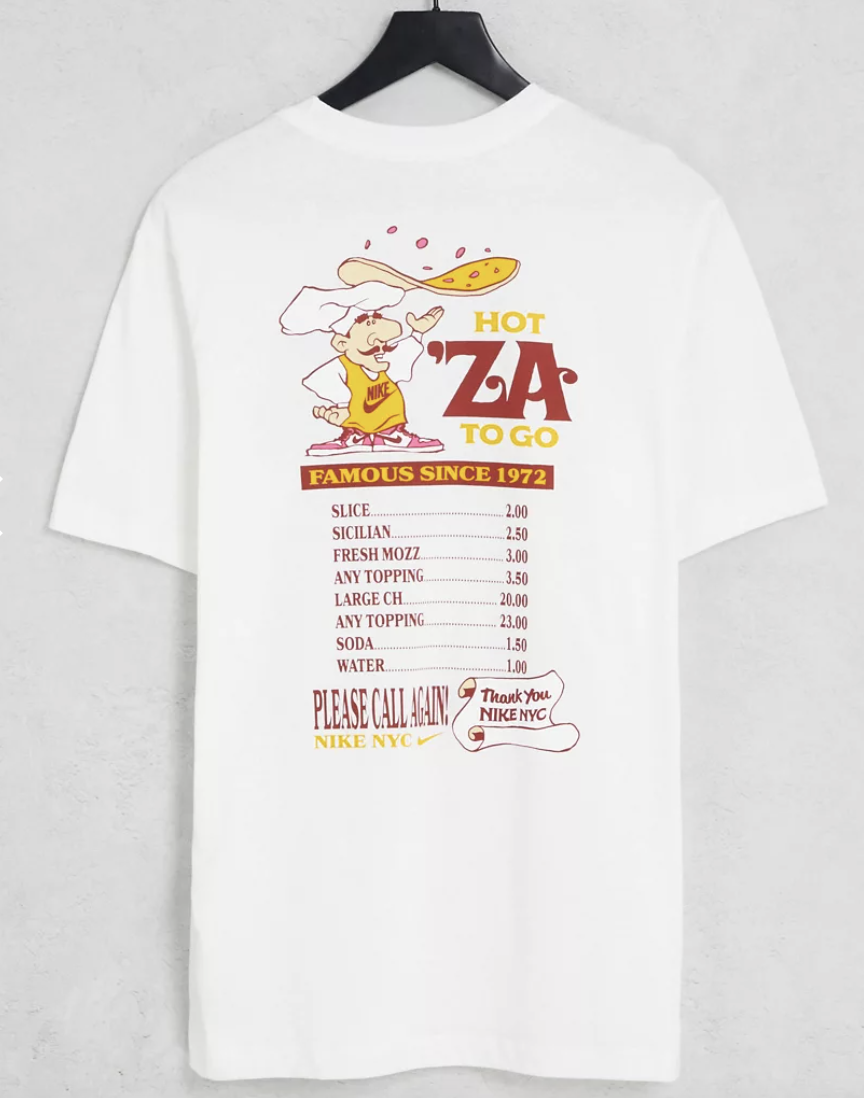 HOT
'ZA
TO GO
NIKE
FAMOUS SINCE 1972
SLICE 2.00
SICILIAN 2.50
FRESH MOZZ 3.00
ANY TOPPING 3.50
LARGE CH 20.00
ANY TOPPING 23.00
SODA 1.50
WATER 1.00
PLEASE CALL AGAIN!
NIKE NYC
Thank You
NIKE NYC